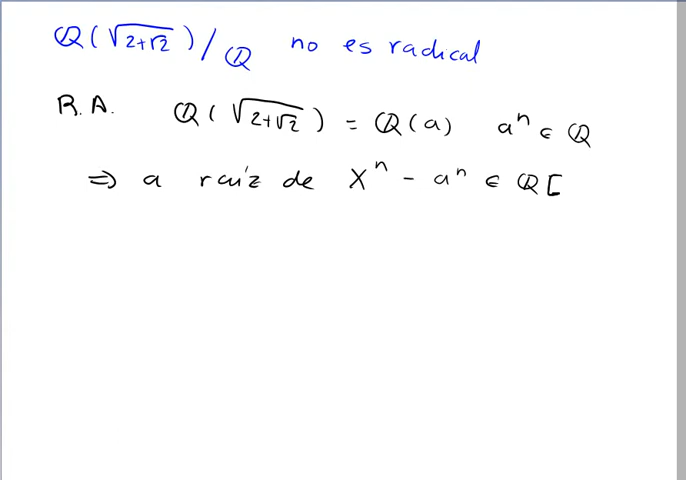 ℚ(√(2+√2))/ℚ no es radical
R.A. ℚ(√(2+√2)) = ℚ(a) aⁿ ∈ ℚ
⇒ a raíz de Xⁿ - aⁿ ∈ ℚ[